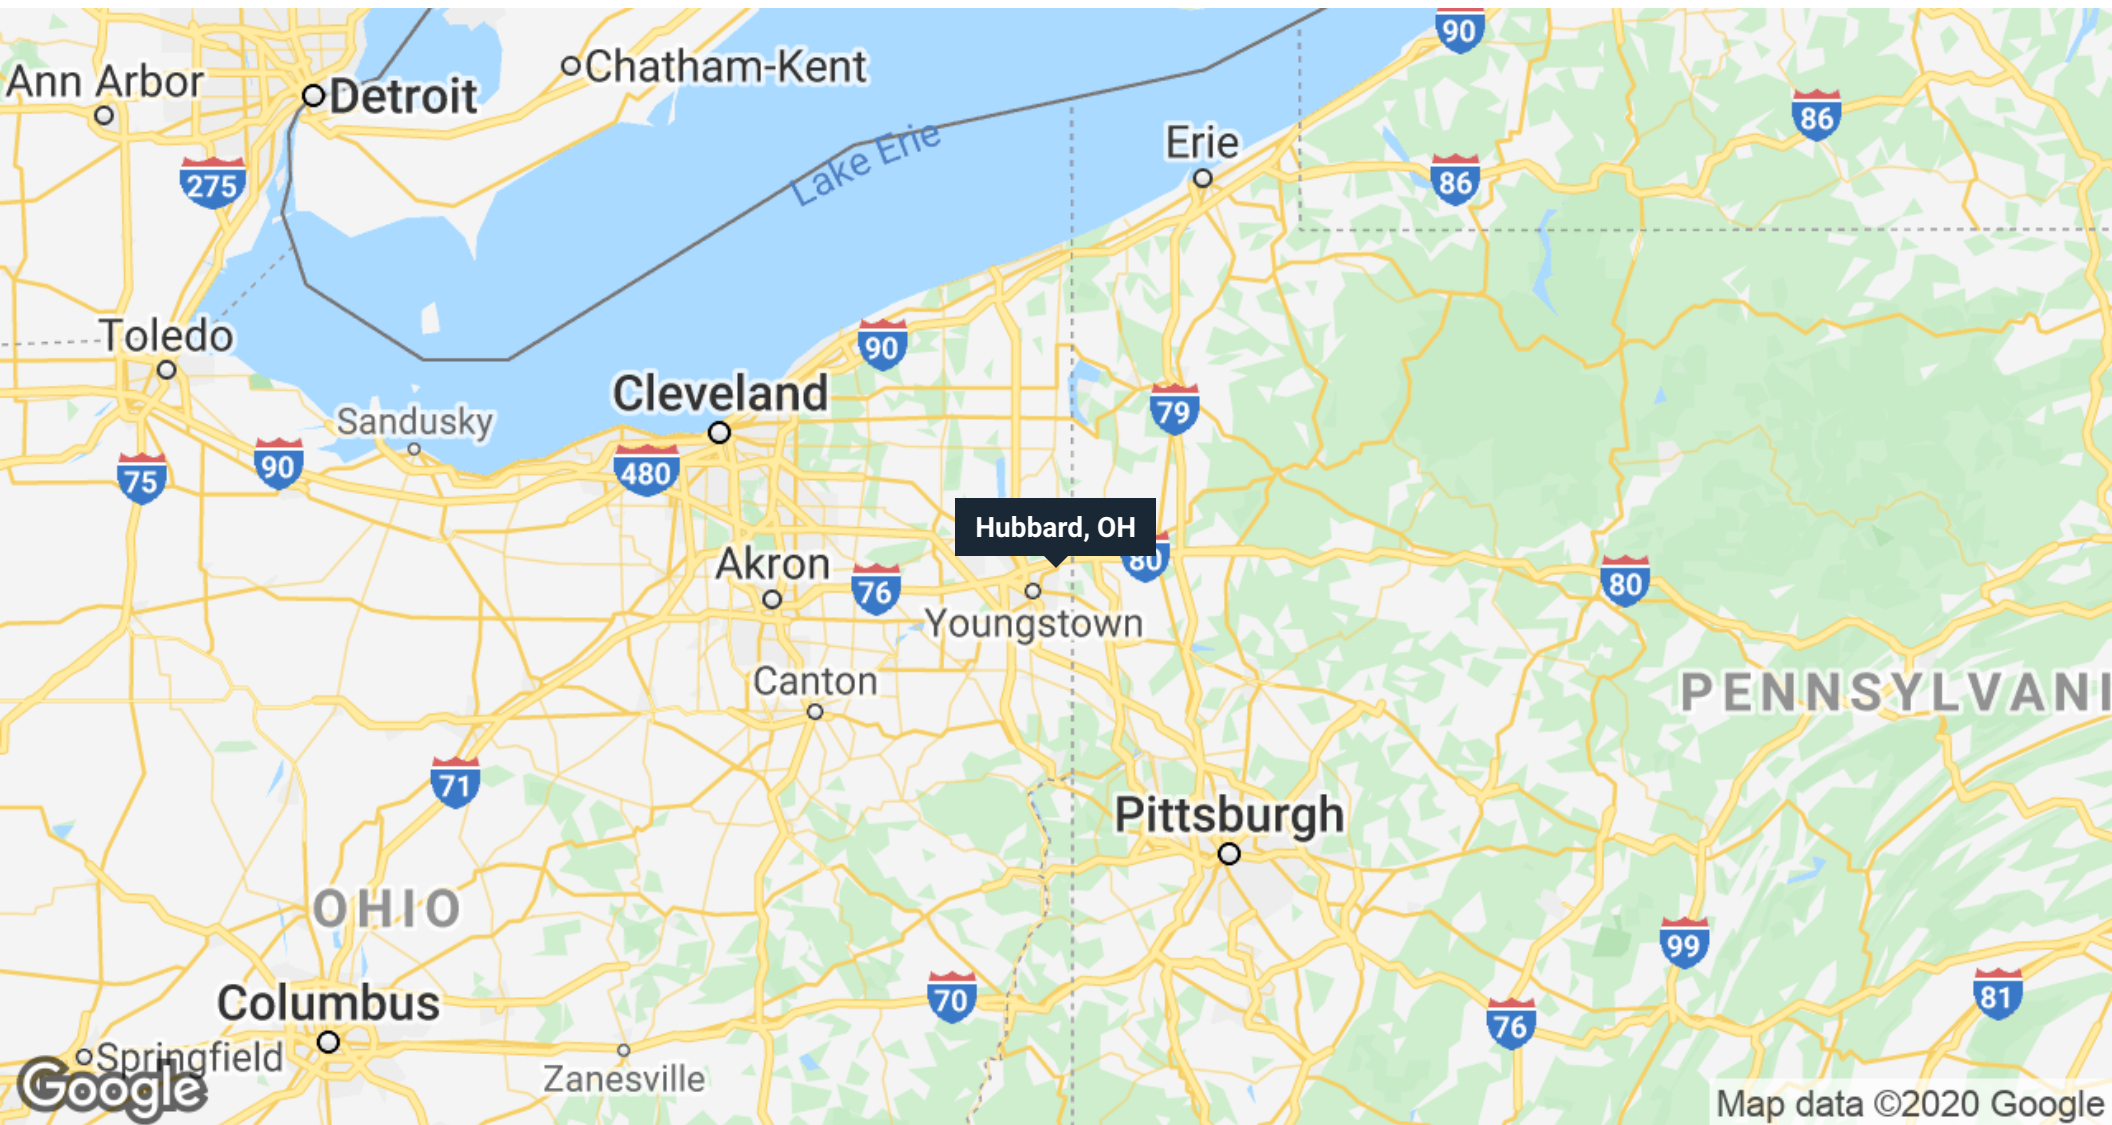 90
Ann Arbor
Chatham-Kent
Detroit
86
Lake Erie
Erie
86
275
Toledo
90
Cleveland
79
Sandusky
90
480
75
Hubbard, OH
80
Akron
76
80
Youngstown
Canton
PENNSYLVANI
71
Pittsburgh
OHIO
99
70
81
Columbus
76
Springfield
Zanesville
Google
Map data ©2020 Google